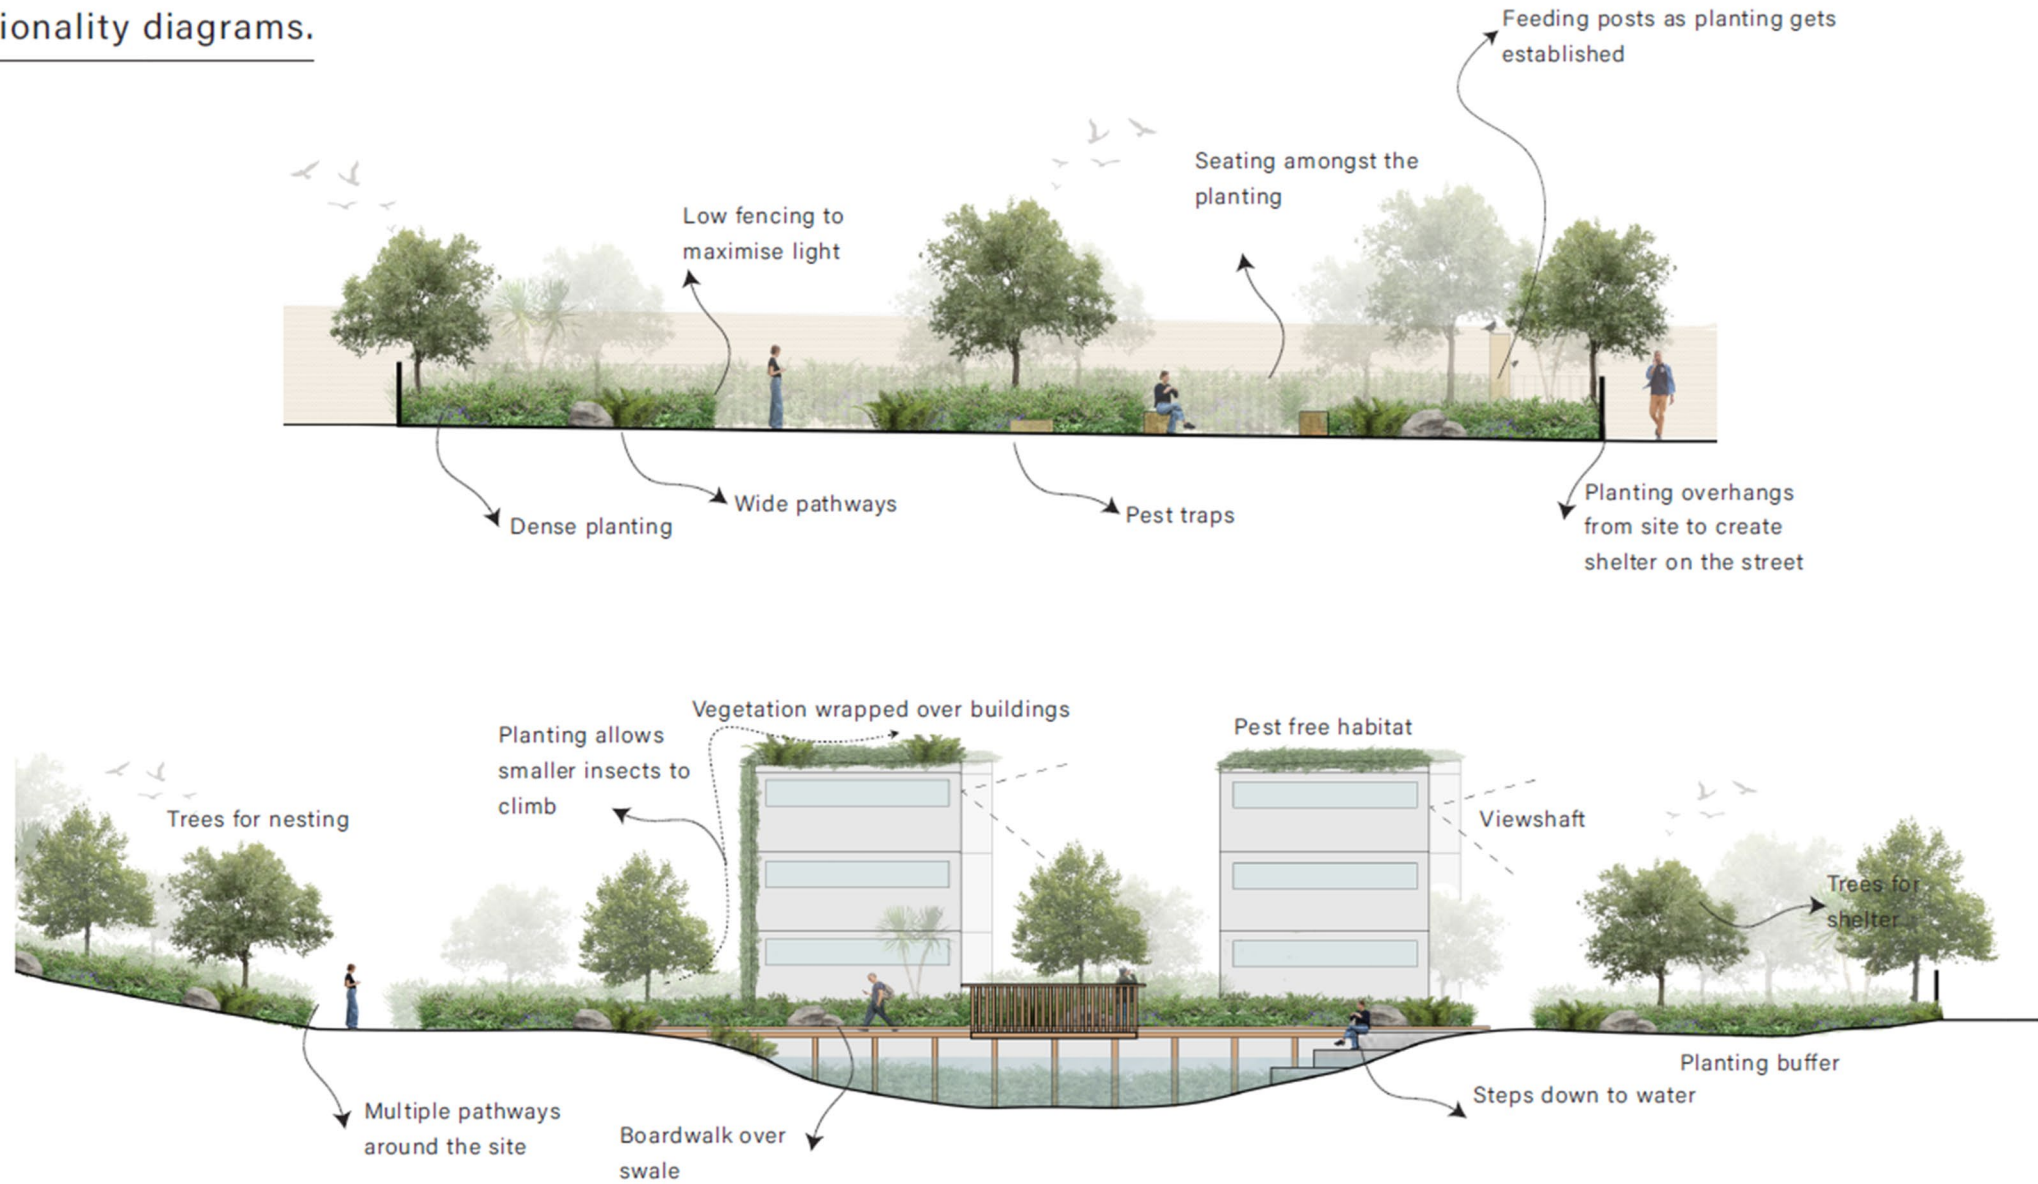 ionality diagrams.
Feeding posts as planting gets
established
Seating amongst the
planting
Low fencing to
maximise light
Dense planting
Wide pathways
Pest traps
Planting overhangs
from site to create
shelter on the street
Vegetation wrapped over buildings
Planting allows
smaller insects to
climb
Pest free habitat
Trees for nesting
Viewshaft
Trees for
shelter
Planting buffer
Steps down to water
Multiple pathways
around the site
Boardwalk over
swale